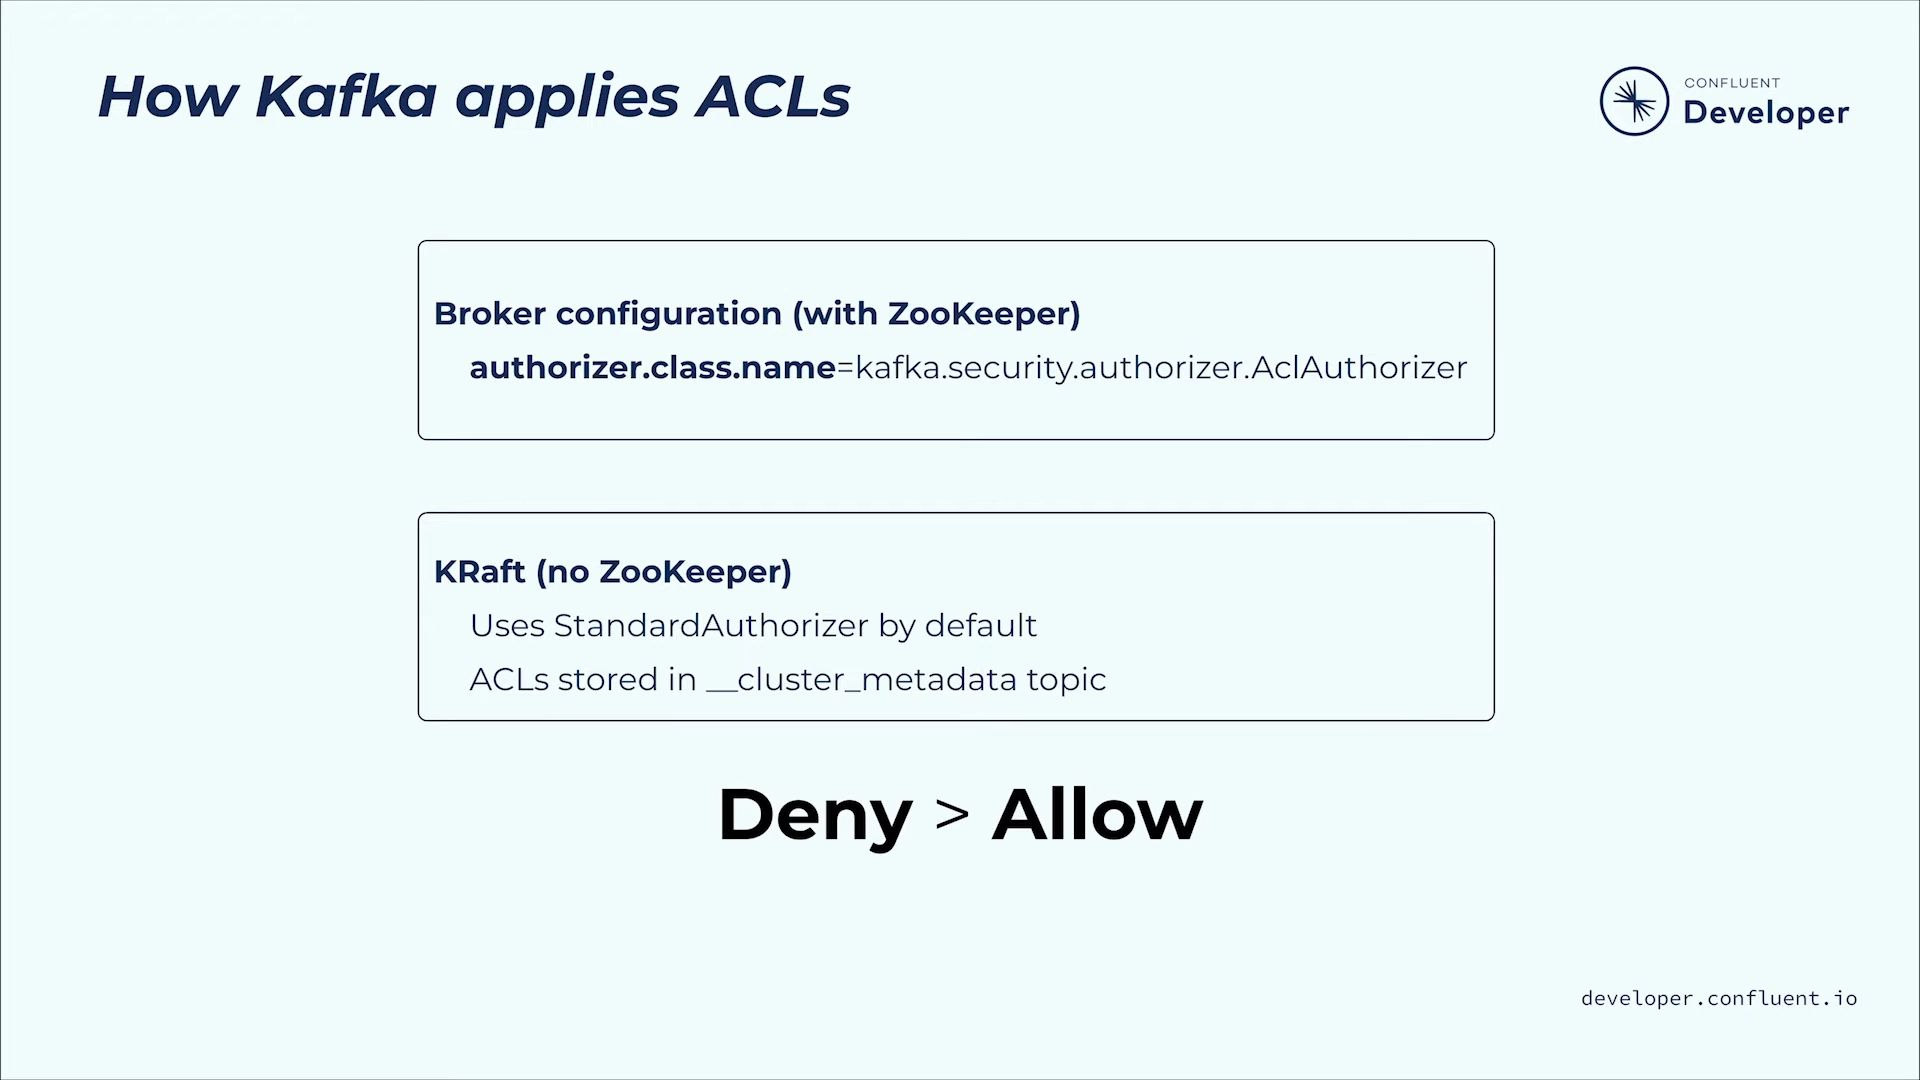 How Kafka applies ACLs
CONFLUENT
Developer
Broker configuration (with ZooKeeper)
authorizer.class.name=kafka.security.authorizer.AclAuthorizer
KRaft (no ZooKeeper)
Uses StandardAuthorizer by default
ACLs stored in __cluster_metadata topic
Deny > Allow
developer.confluent.io